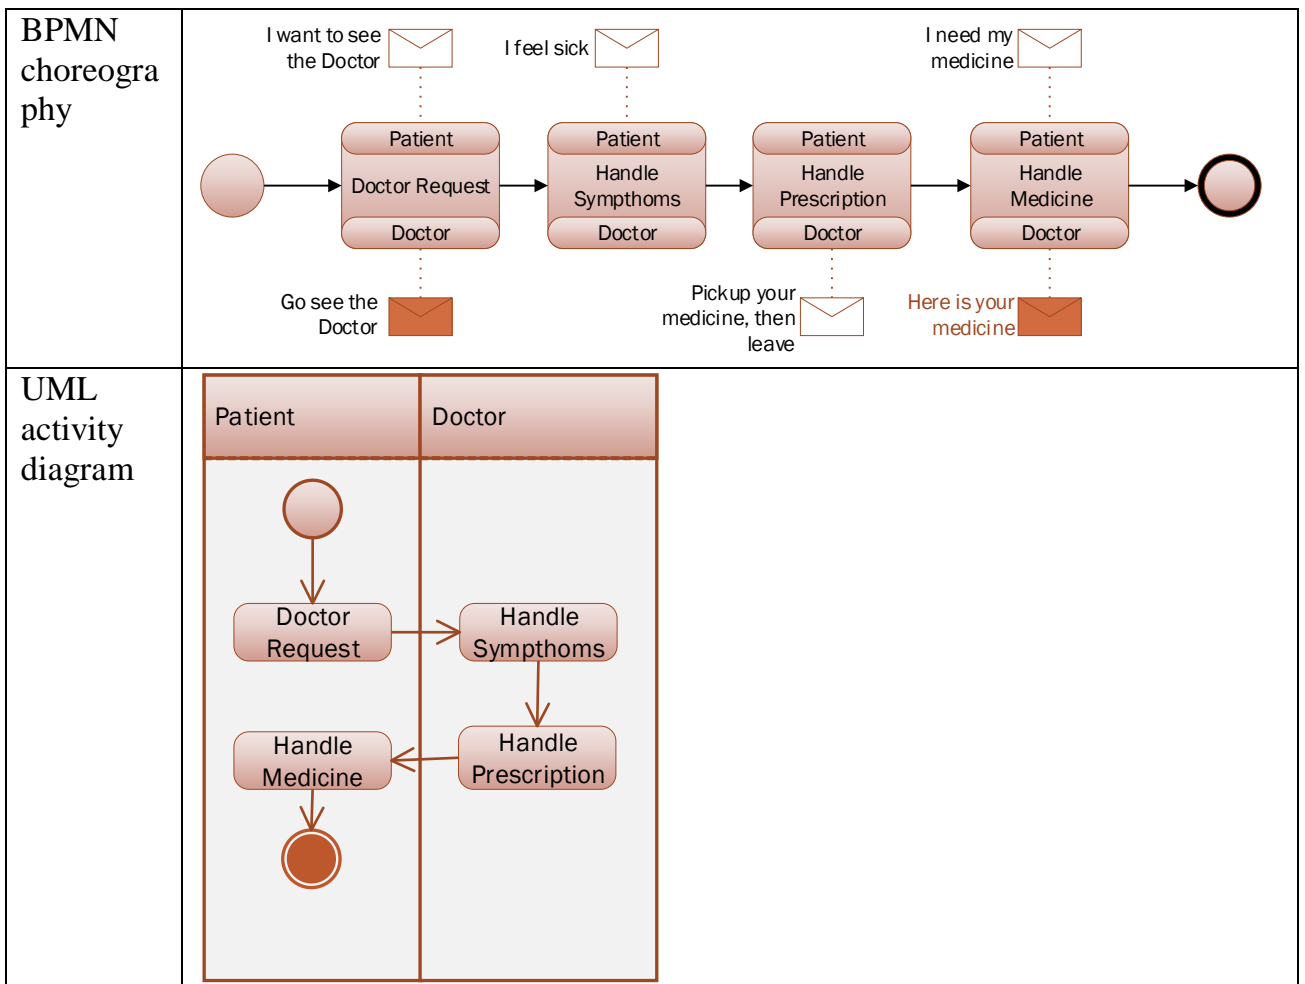 BPMN
choreogra
phy
I want to see
the Doctor
I feel sick
I need my
medicine
Patient
Doctor Request
Doctor
Patient
Handle
Sympthoms
Doctor
Patient
Handle
Prescription
Doctor
Patient
Handle
Medicine
Doctor
Go see the
Doctor
Pickup your
medicine, then
leave
Here is your
medicine
UML
activity
diagram
Patient
Doctor
Doctor
Request
Handle
Sympthoms
Handle
Medicine
Handle
Prescription